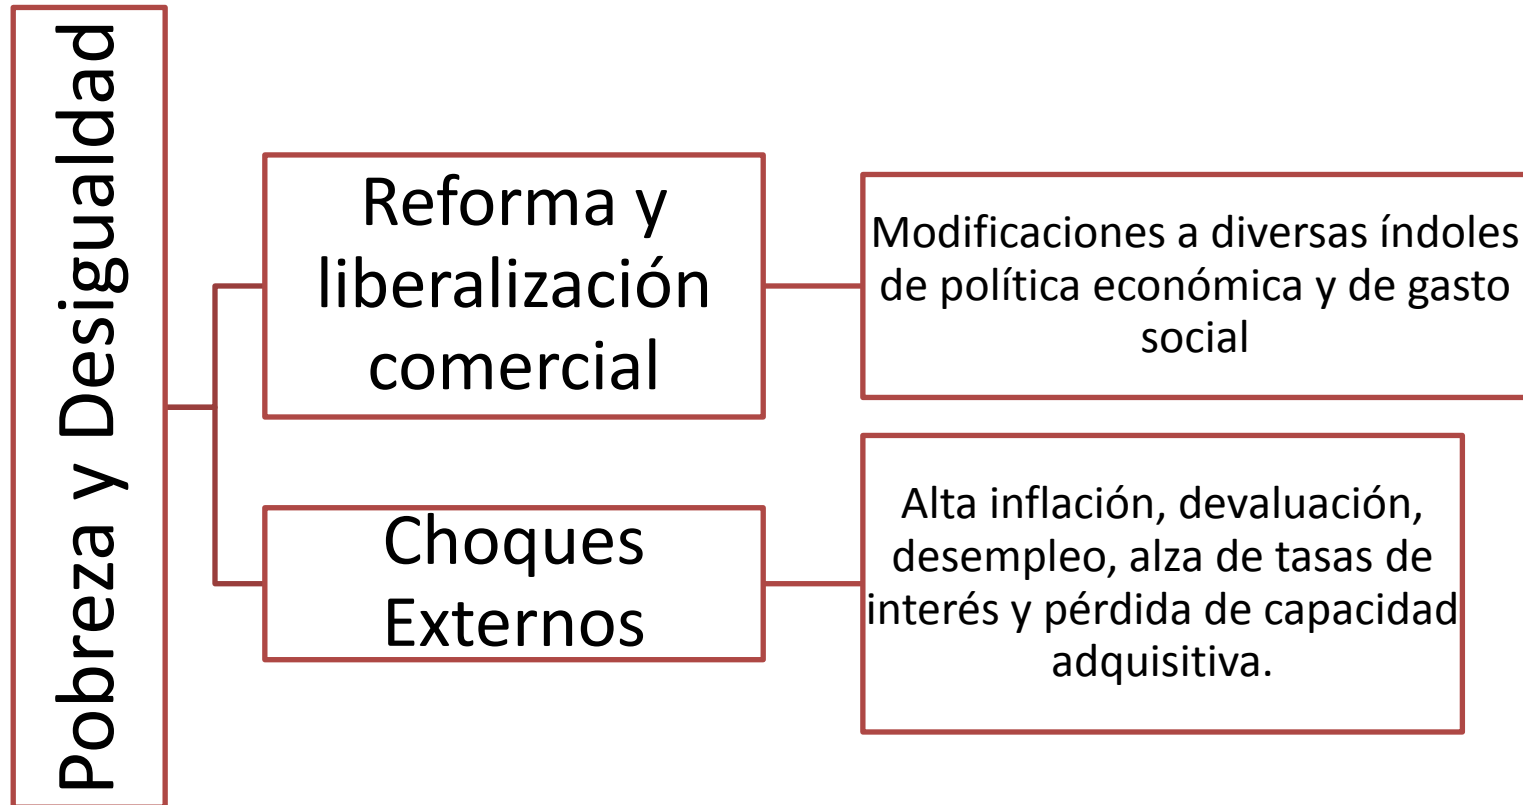 Pobreza y Desigualdad
Reforma y
liberalización
comercial
Modificaciones a diversas índoles
de política económica y de gasto
social
Choques
Externos
Alta inflación, devaluación,
desempleo, alza de tasas de
interés y pérdida de capacidad
adquisitiva.